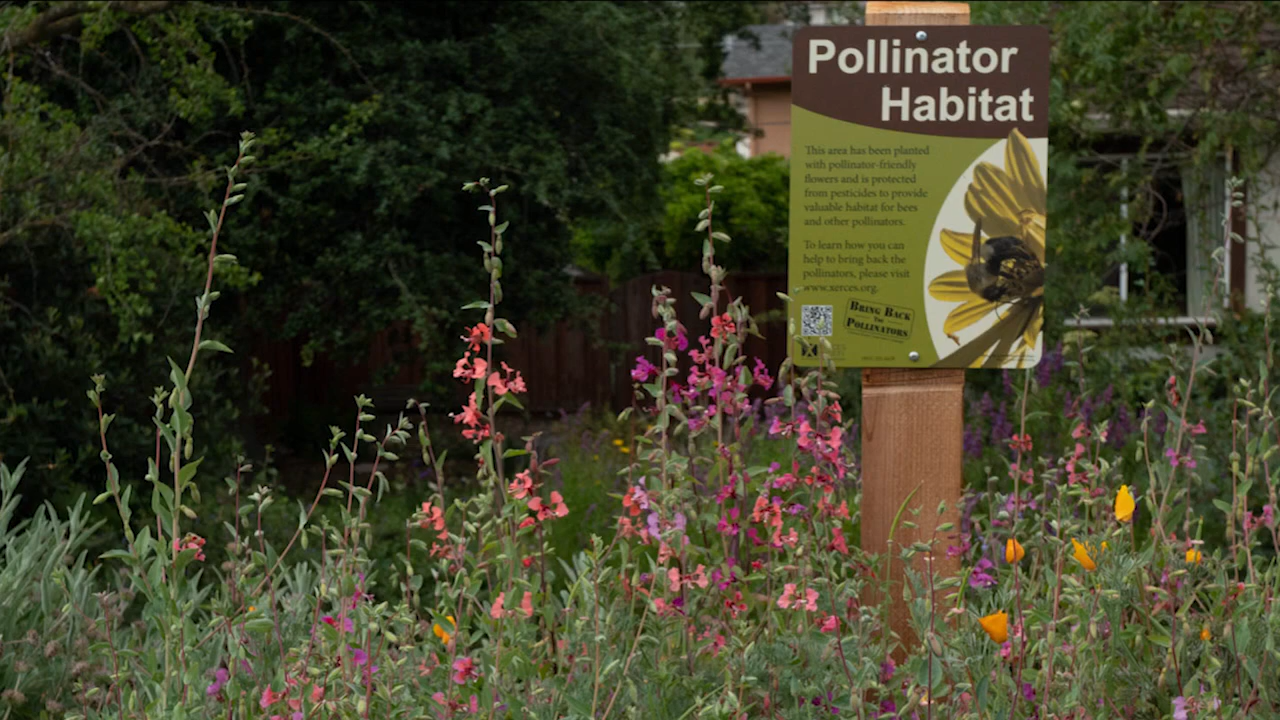 Pollinator
Habitat
This area has been planted
with pollinator-friendly
flowers and is protected
from pesticides to provide
valuable habitat for bees
and other pollinators.
To learn how you can
help to bring back the
pollinators, please visit
www.xerces.org.
BRING BACK
THE
POLLINATORS